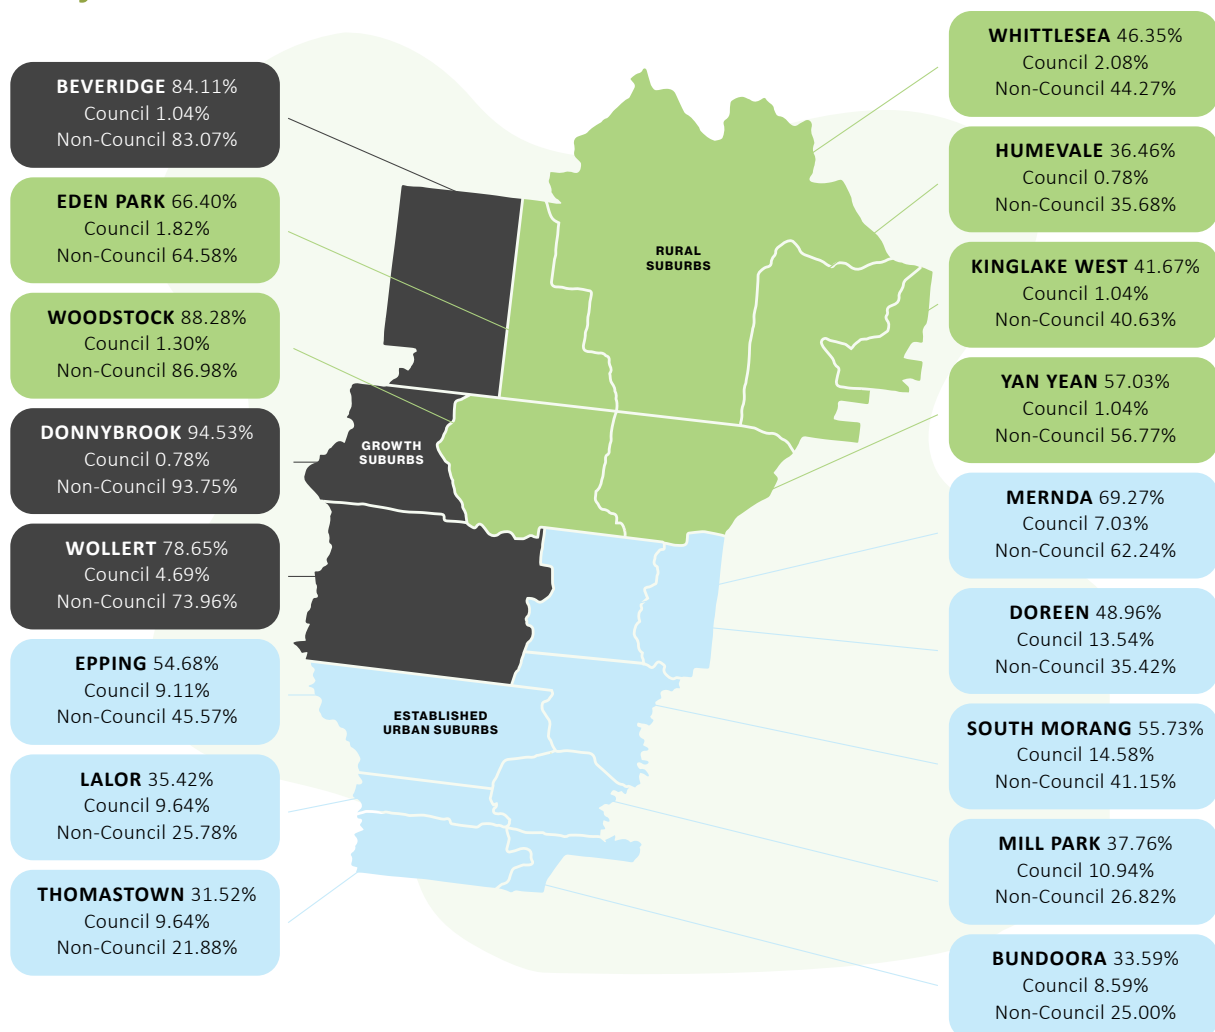 BEVERIDGE 84.11%
Council 1.04%
Non-Council 83.07%
EDEN PARK 66.40%
Council 1.82%
Non-Council 64.58%
WOODSTOCK 88.28%
Council 1.30%
Non-Council 86.98%
DONNYBROOK 94.53%
Council 0.78%
Non-Council 93.75%
WOLLERT 78.65%
Council 4.69%
Non-Council 73.96%
EPPING 54.68%
Council 9.11%
Non-Council 45.57%
LALOR 35.42%
Council 9.64%
Non-Council 25.78%
THOMASTOWN 31.52%
Council 9.64%
Non-Council 21.88%
RURAL
SUBURBS
GROWTH
SUBURBS
ESTABLISHED
URBAN SUBURBS
WHITTLESEA 46.35%
Council 2.08%
Non-Council 44.27%
HUMEVALE 36.46%
Council 0.78%
Non-Council 35.68%
KINGLAKE WEST 41.67%
Council 1.04%
Non-Council 40.63%
YAN YEAN 57.03%
Council 1.04%
Non-Council 56.77%
MERNDA 69.27%
Council 7.03%
Non-Council 62.24%
DOREEN 48.96%
Council 13.54%
Non-Council 35.42%
SOUTH MORANG 55.73%
Council 14.58%
Non-Council 41.15%
MILL PARK 37.76%
Council 10.94%
Non-Council 26.82%
BUNDOORA 33.59%
Council 8.59%
Non-Council 25.00%